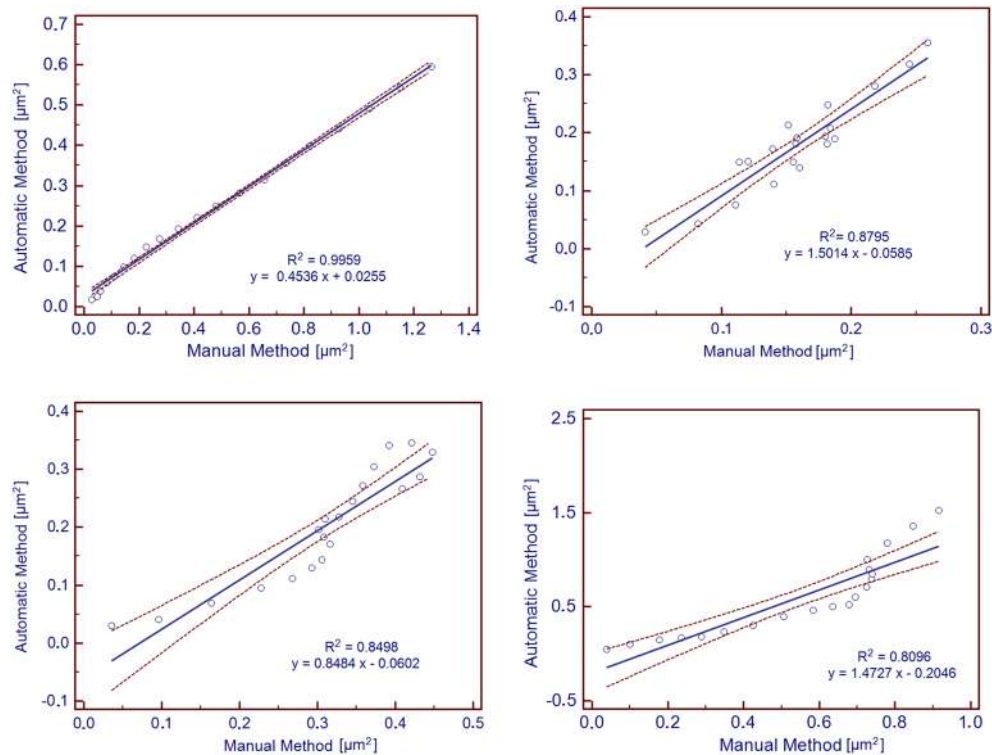 0.7
0.6
0.5
0.4
0.3
0.2
0.1
0.0
Automatic Method [µm²]
R² = 0.9959
y = 0.4536 x + 0.0255
0.0 0.2 0.4 0.6 0.8 1.0 1.2 1.4
Manual Method [µm²]
0.4
0.3
0.2
0.1
0.0
-0.1
Automatic Method [µm²]
R²= 0.8795
y = 1.5014 x - 0.0585
0.0 0.1 0.2 0.3
Manual Method [µm²]
0.4
0.3
0.2
0.1
0.0
-0.1
Automatic Method [µm²]
R² = 0.8498
y = 0.8484 x - 0.0602
0.0 0.1 0.2 0.3 0.4 0.5
Manual Method [µm²]
2.5
1.5
0.5
-0.5
Automatic Method [µm²]
R² = 0.8096
y = 1.4727 x - 0.2046
0.0 0.2 0.4 0.6 0.8 1.0
Manual Method [µm²]